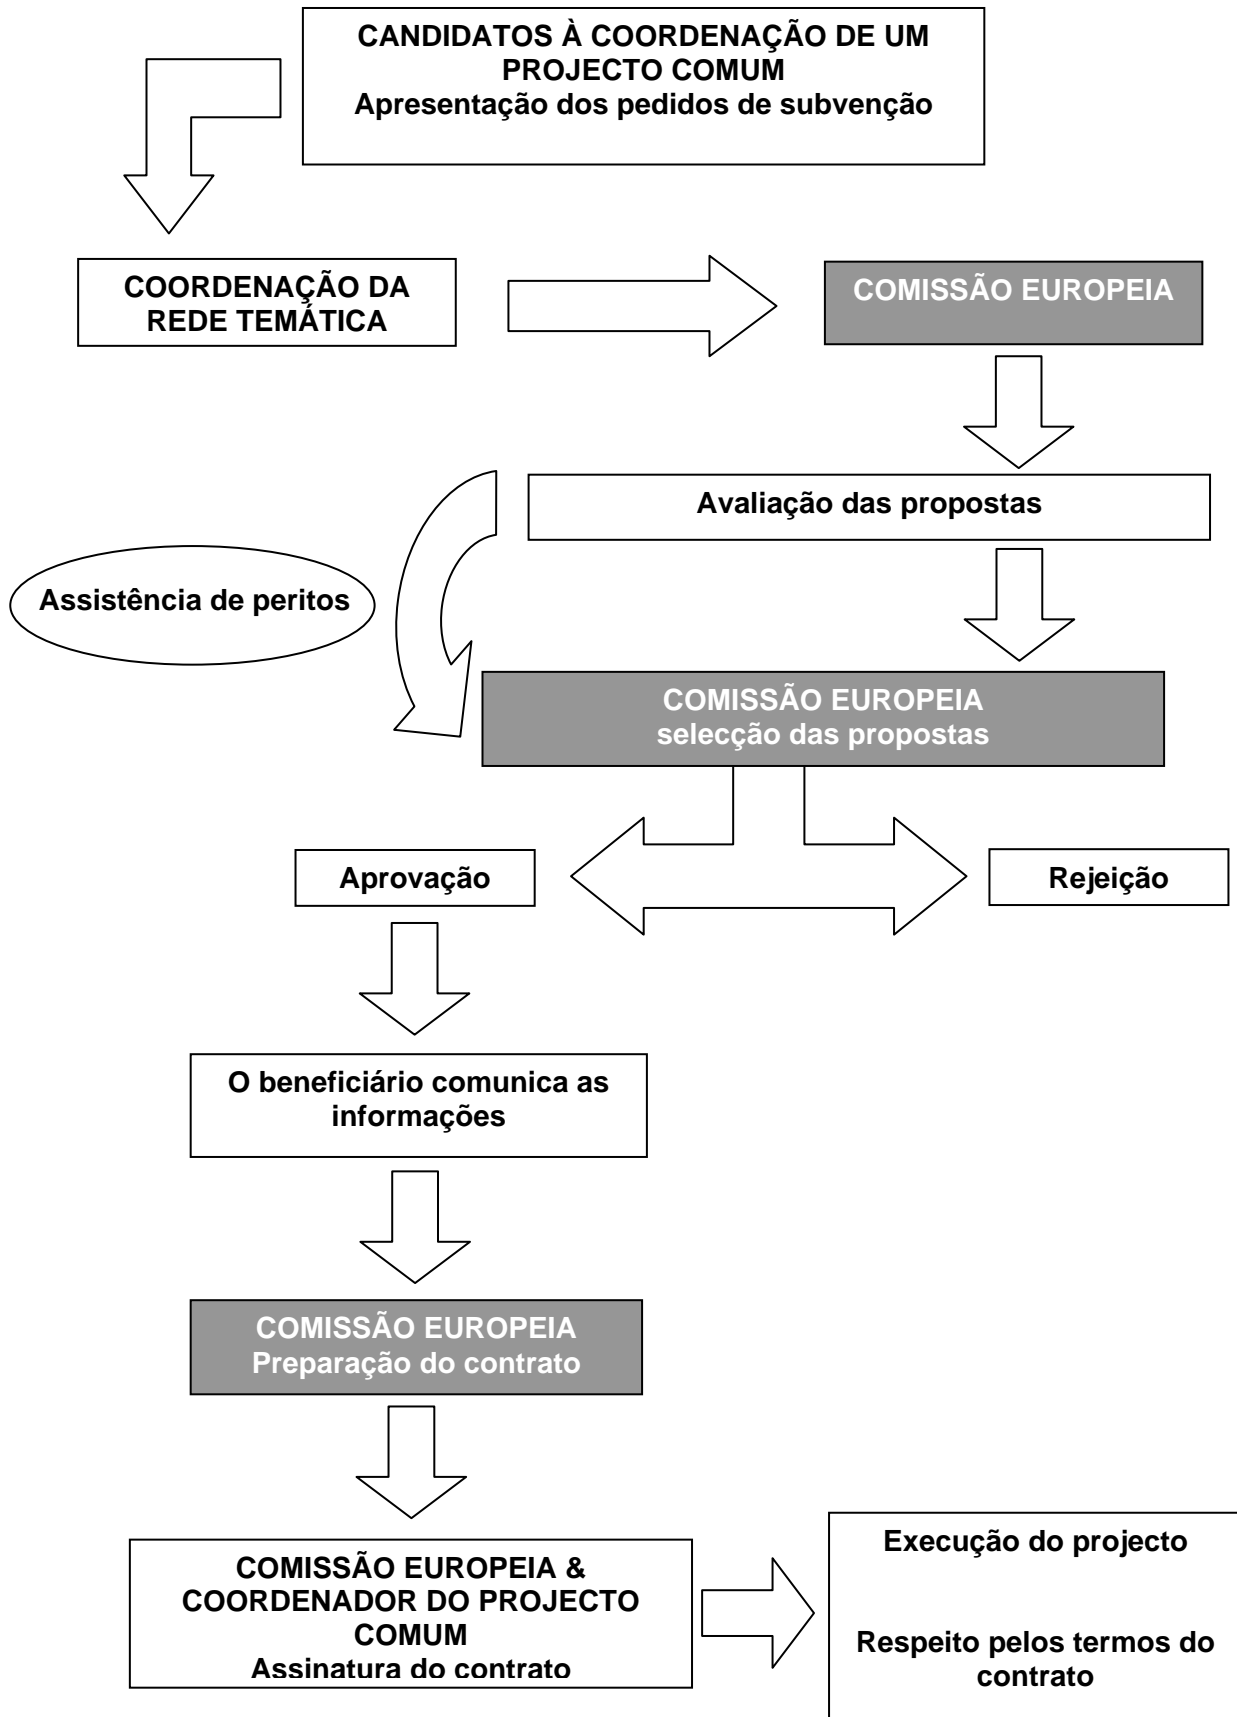 CANDIDATOS À COORDENAÇÃO DE UM
PROJECTO COMUM
Apresentação dos pedidos de subvenção
COORDENAÇÃO DA
REDE TEMÁTICA
COMISSÃO EUROPEIA
Avaliação das propostas
Assistência de peritos
COMISSÃO EUROPEIA
selecção das propostas
Aprovação
Rejeição
O beneficiário comunica as
informações
COMISSÃO EUROPEIA
Preparação do contrato
COMISSÃO EUROPEIA &
COORDENADOR DO PROJECTO
COMUM
Assinatura do contrato
Execução do projecto
Respeito pelos termos do
contrato